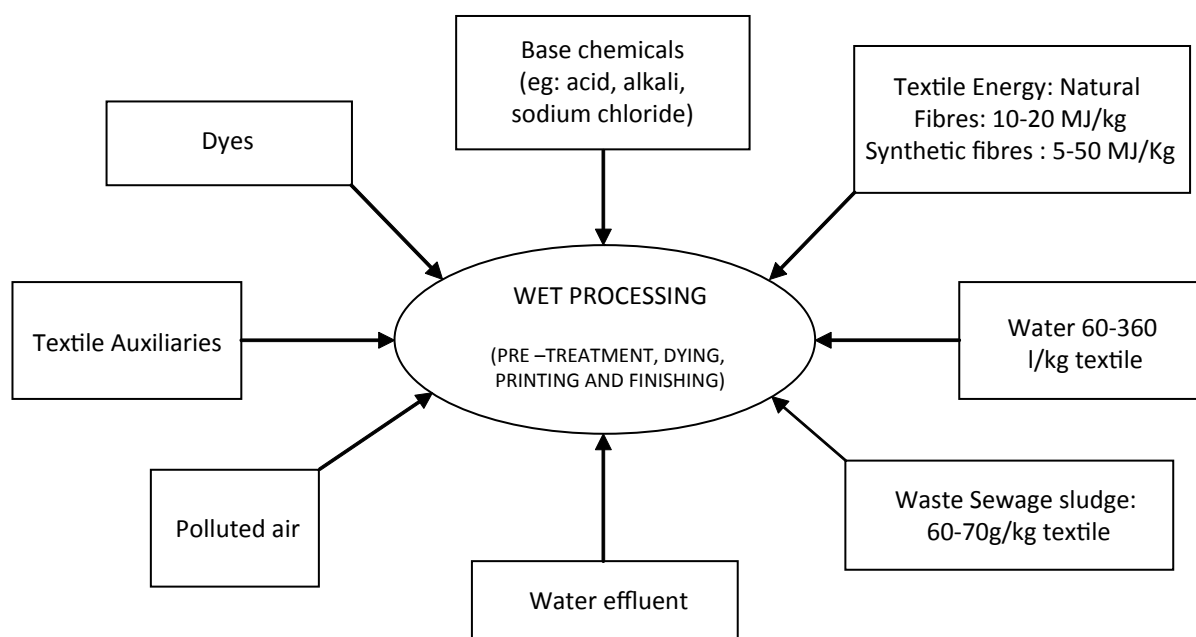 Base chemicals
(eg: acid, alkali,
sodium chloride)
Textile Energy: Natural
Fibres: 10-20 MJ/kg
Synthetic fibres : 5-50 MJ/Kg
Dyes
WET PROCESSING
(PRE –TREATMENT, DYING,
PRINTING AND FINISHING)
Textile Auxiliaries
Water 60-360
l/kg textile
Polluted air
Waste Sewage sludge:
60-70g/kg textile
Water effluent